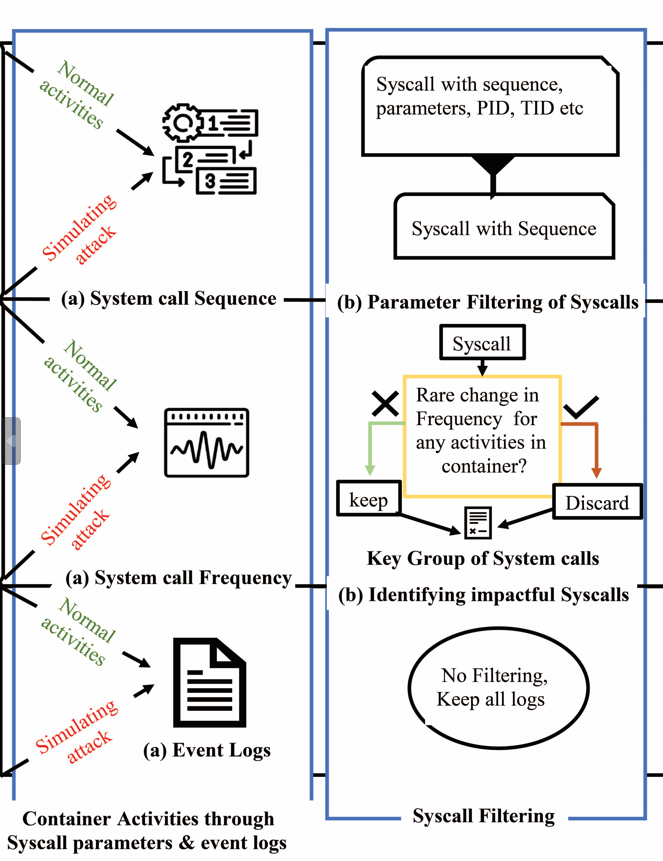 Normal
activities
1
2
3
Simulating
attack
(a) System call Sequence
Normal
activities
Simulating
attack
(a) System call Frequency
Normal
activities
Simulating
attack
(a) Event Logs
Container Activities through
Syscall parameters & event logs
Syscall with sequence,
parameters, PID, TID etc
Syscall with Sequence
(b) Parameter Filtering of Syscalls
Syscall
Rare change in
Frequency for
any activities in
container?
keep
Discard
Key Group of System calls
(b) Identifying impactful Syscalls
No Filtering,
Keep all logs
Syscall Filtering